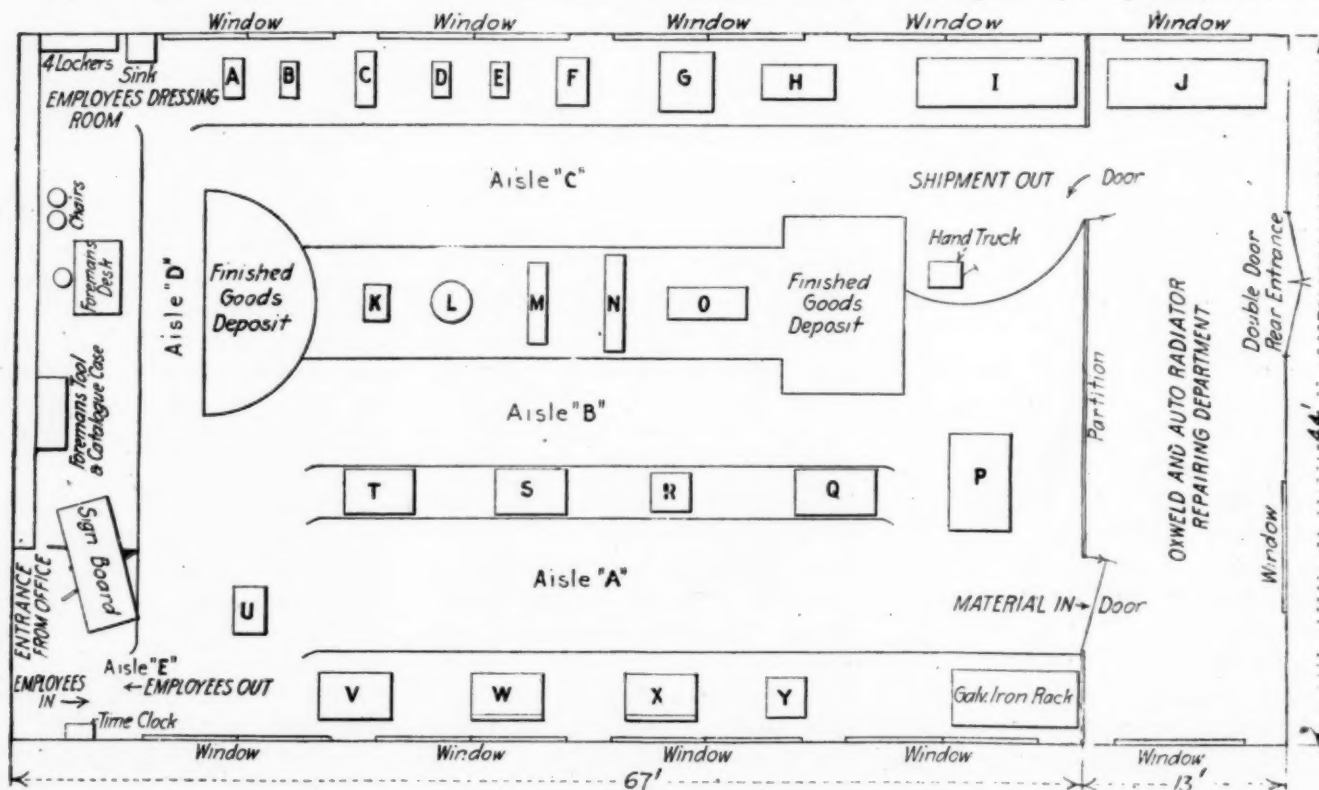 Window
Window
Window
Window
Window
4 Lockers
Sink
EMPLOYEES DRESSING
ROOM
A
B
C
D
E
F
G
H
I
J
Aisle "C"
SHIPMENT OUT
Door
Chairs
Foremans
Desk
Aisle "D"
Finished
Goods
Deposit
K
L
M
N
O
Finished
Goods
Deposit
Hand Truck
Double Door
Rear Entrance
Foremans Tool
& Catalogue Case
Aisle "B"
Partition
OXWELD AND AUTO RADIATOR
REPAIRING DEPARTMENT
44'
T
S
R
Q
P
Window
Sign Board
Aisle "A"
ENTRANCE
FROM OFFICE
U
MATERIAL IN
Door
Aisle "E"
EMPLOYEES
IN
EMPLOYEES OUT
V
W
X
Y
Galv. Iron Rack
Time Clock
Window
Window
Window
Window
Window
67'
13'